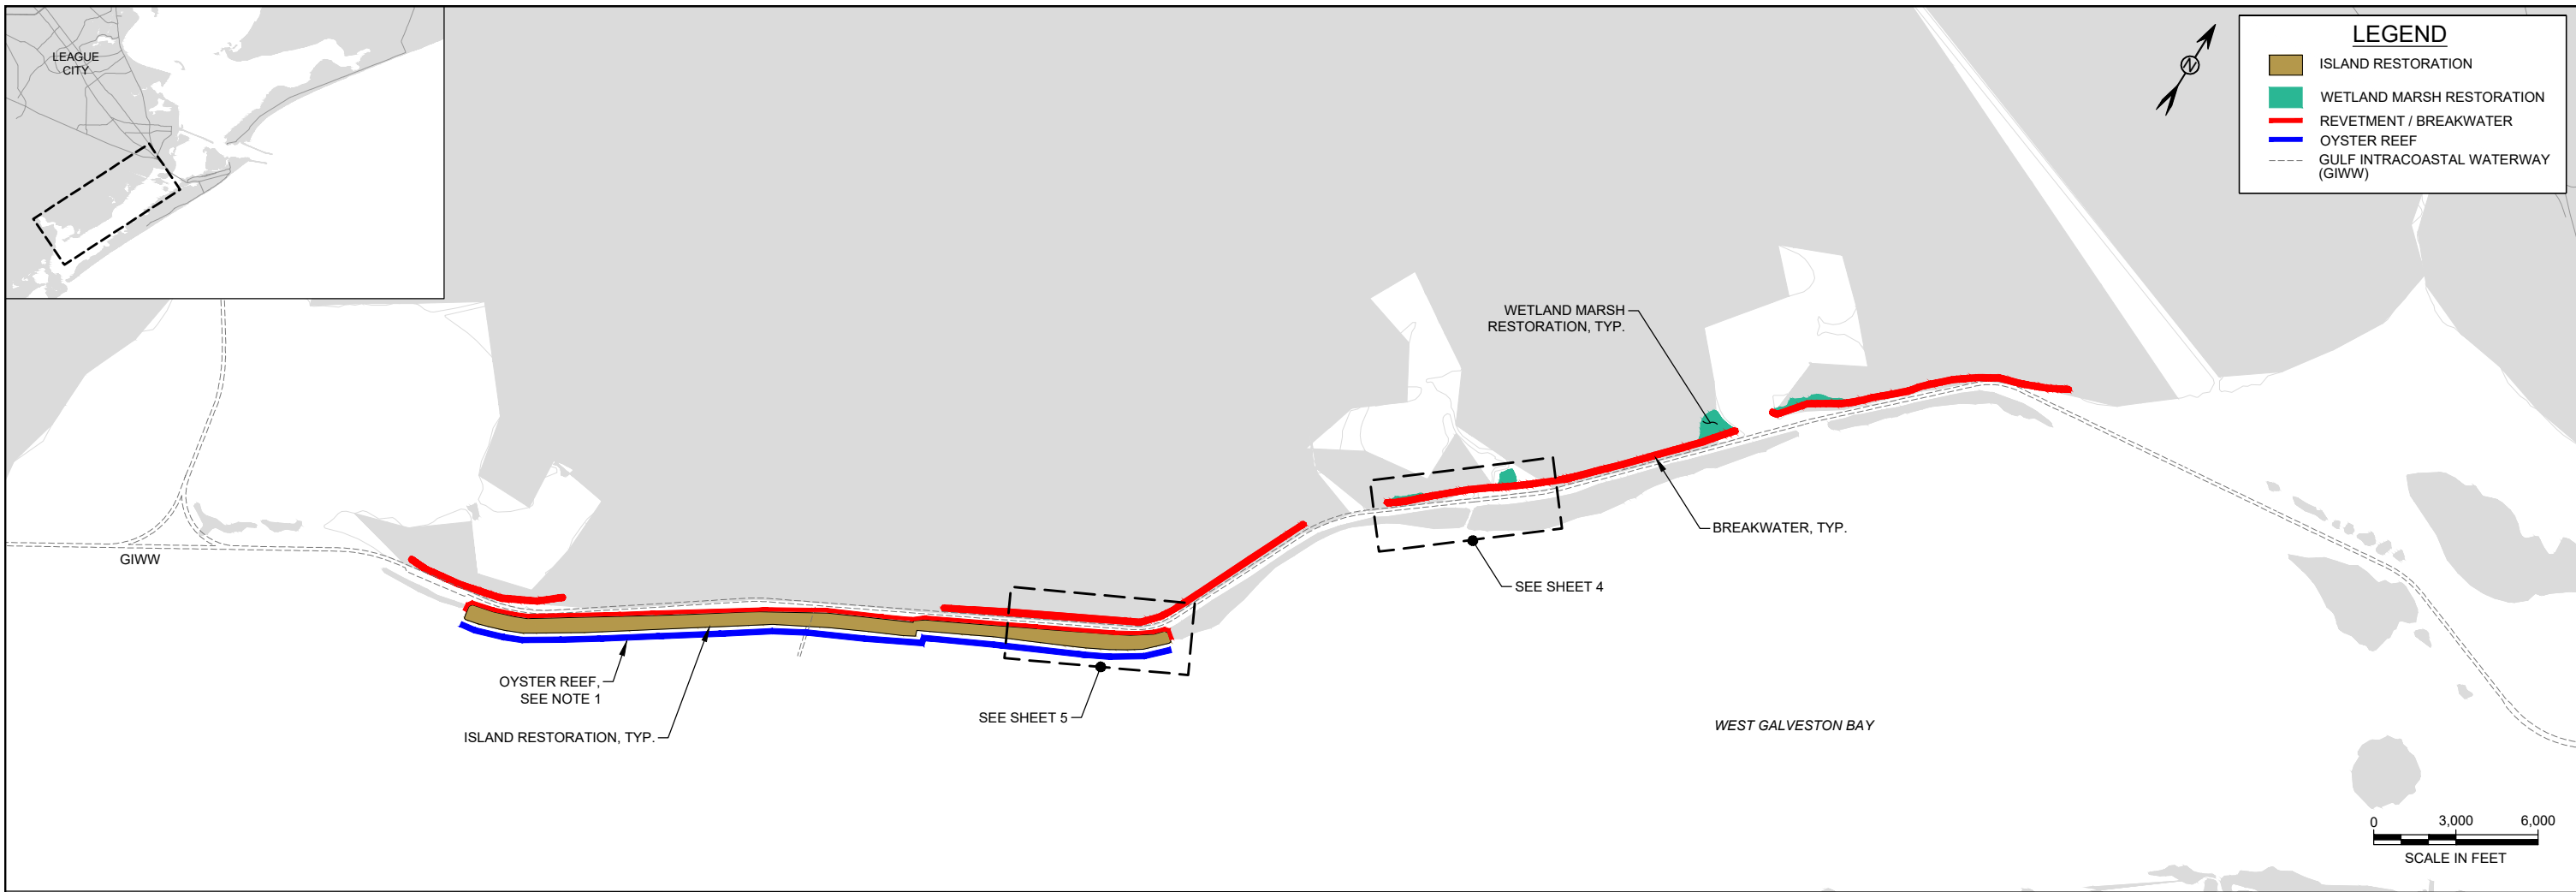 LEAGUE
CITY
N
LEGEND
ISLAND RESTORATION
WETLAND MARSH RESTORATION
REVETMENT / BREAKWATER
OYSTER REEF
GULF INTRACOASTAL WATERWAY
(GIWW)
WETLAND MARSH
RESTORATION, TYP.
BREAKWATER, TYP.
GIWW
SEE SHEET 4
OYSTER REEF,
SEE NOTE 1
SEE SHEET 5
ISLAND RESTORATION, TYP.
WEST GALVESTON BAY
0 3,000 6,000
SCALE IN FEET